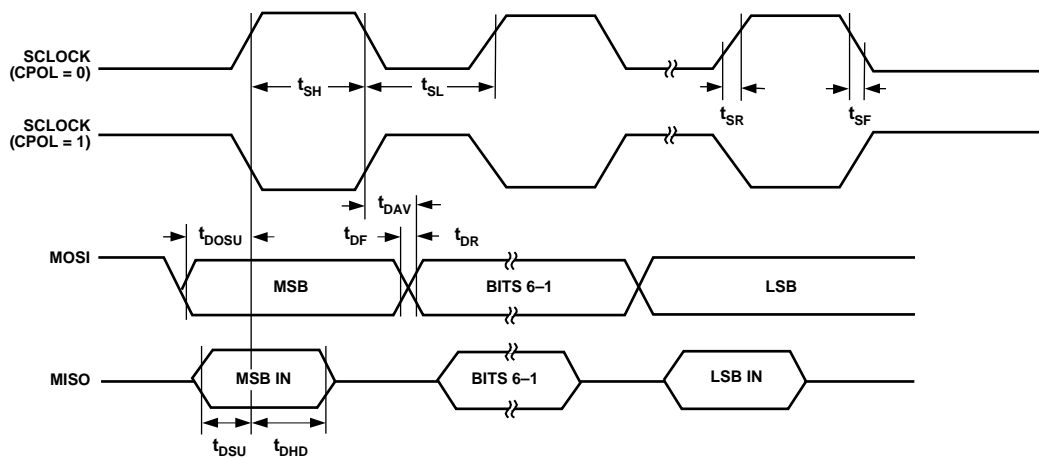 SCLOCK
(CPOL = 0)
tSH
tSL
tSR
tSF
SCLOCK
(CPOL = 1)
tDAV
tDOSU
tDF
tDR
MOSI
MSB
BITS 6–1
LSB
MISO
MSB IN
BITS 6–1
LSB IN
tDSU
tDHD